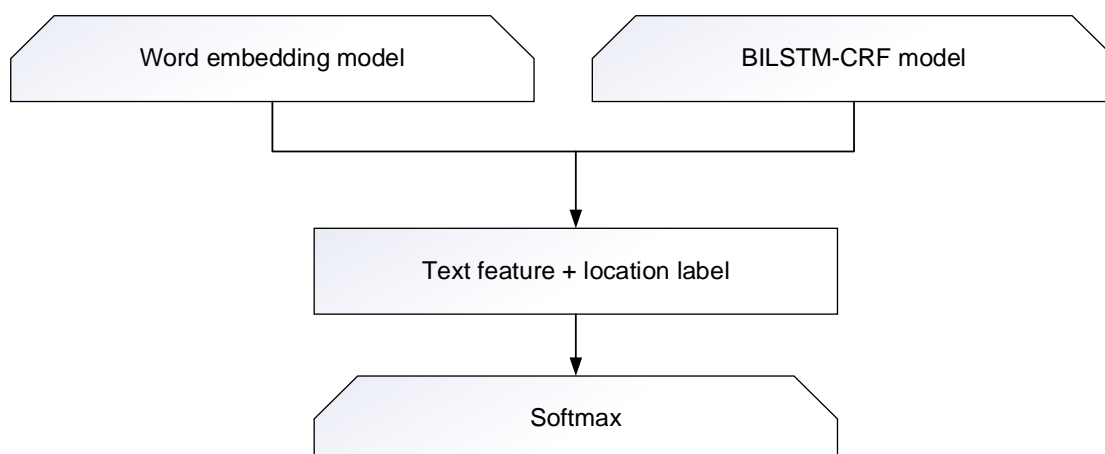 Word embedding model
BILSTM-CRF model
Text feature + location label
Softmax